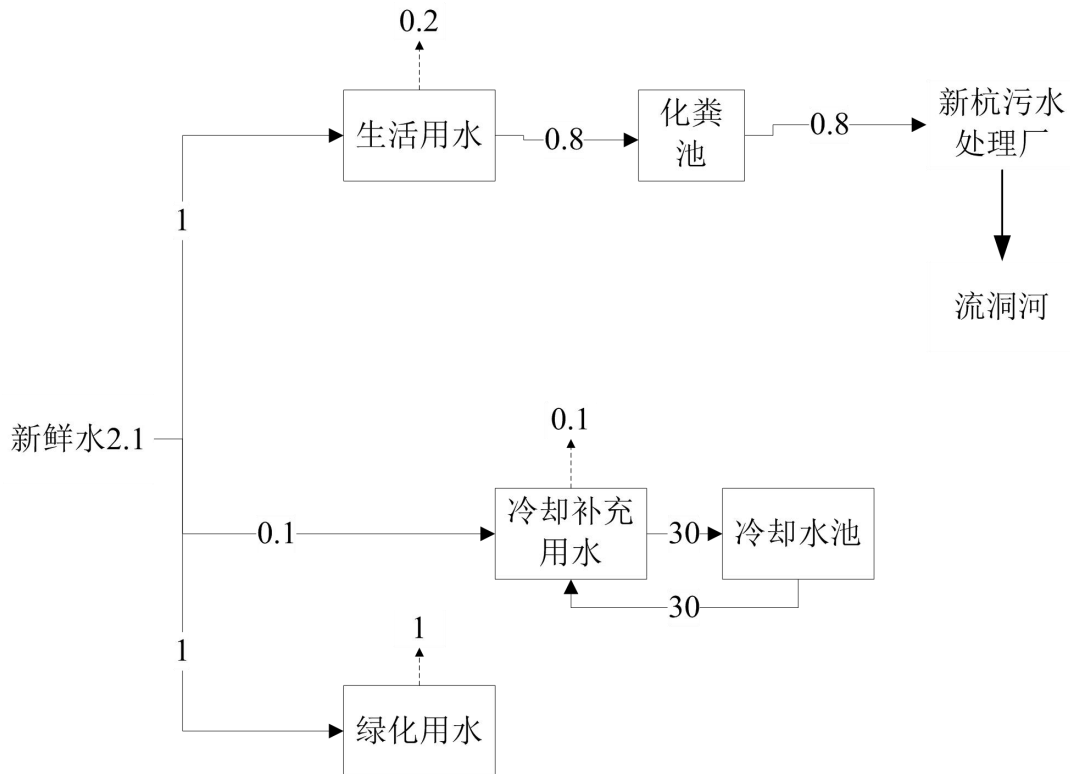 0.2
生活用水
0.8
化粪
池
0.8
新杭污水
处理厂
1
流洞河
新鲜水2.1
0.1
0.1
冷却补充
用水
30
冷却水池
30
1
1
绿化用水